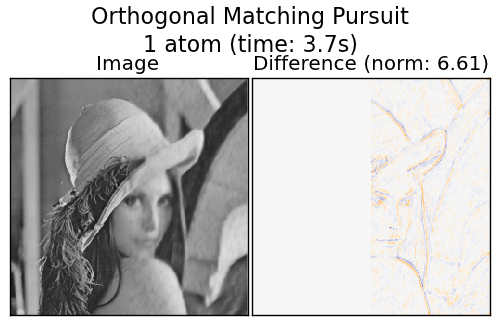 Orthogonal Matching Pursuit
1 atom (time: 3.7s)
Image
Difference (norm: 6.61)